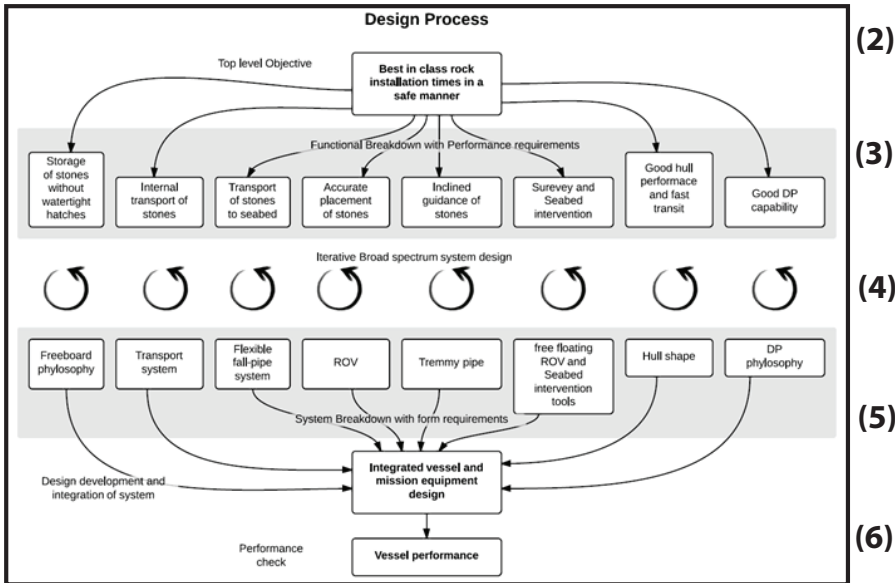 Design Process
(2)
Top level Objective
Best in class rock
installation times in a
safe manner
Functional Breakdown with Performance requirements
(3)
Storage
of stones
without
watertight
hatches
Internal
transport of
stones
Transport
of stones
to seabed
Accurate
placement
of stones
Inclined
guidance of
stones
Surevey and
Seabed
intervention
Good hull
performace
and fast
transit
Good DP
capability
Iterative Broad spectrum system design
(4)
Freeboard
phylosophy
Transport
system
Flexible
fall-pipe
system
ROV
Tremmy pipe
free floating
ROV and
Seabed
intervention
tools
Hull shape
DP
phylosophy
System Breakdown with form requirements
(5)
Design development and
integration of system
Integrated vessel and
mission equipment
design
(6)
Performance
check
Vessel performance